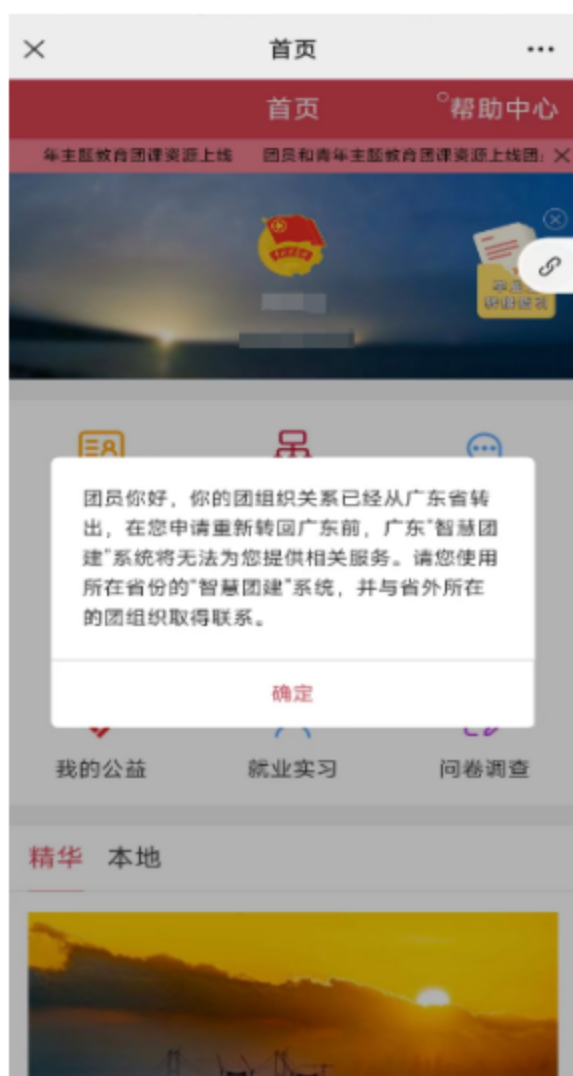 首页
首页
帮助中心
年主题教育团课资源上线 团员和青年主题教育团课资源上线团
团员你好，你的团组织关系已经从广东省转
出，在您申请重新转回广东前，广东“智慧团
建”系统将无法为您提供相关服务。请您使用
所在省份的“智慧团建”系统，并与省外所在
的团组织取得联系。
确定
我的公益
就业实习
问卷调查
精华 本地